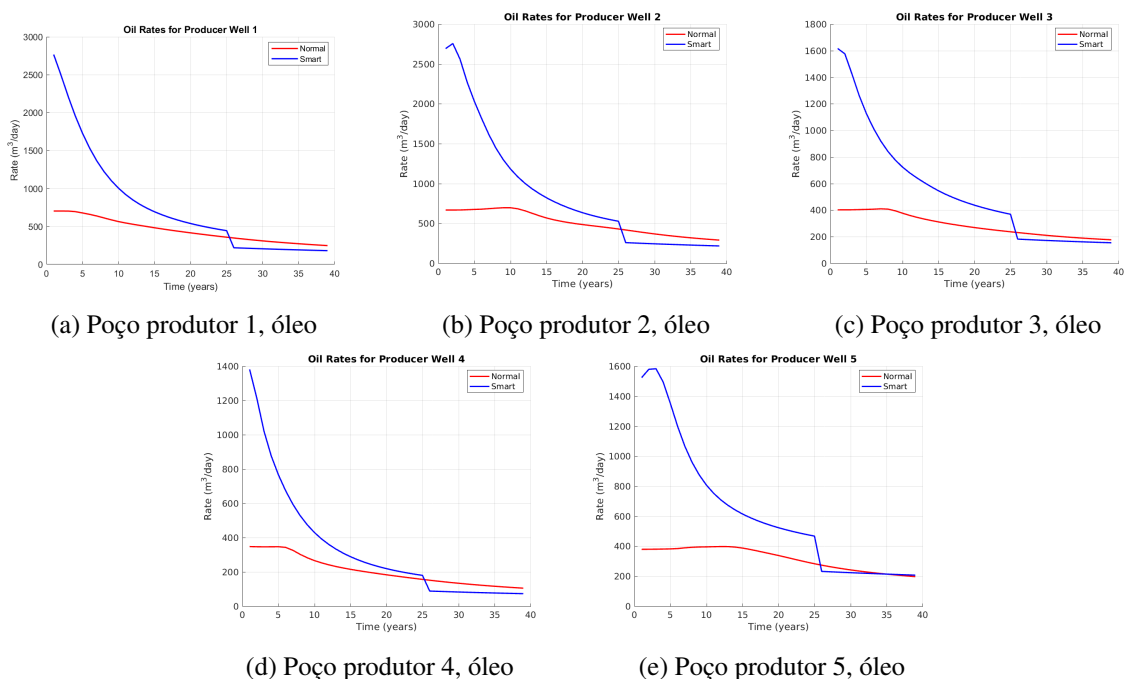 Oil Rates for Producer Well 1
3000
2500
2000
1500
1000
500
0
Rate (m³/day)
0 5 10 15 20 25 30 35 40
Time (years)
Normal
Smart
(a) Poço produtor 1, óleo
Oil Rates for Producer Well 2
3000
2500
2000
1500
1000
500
0
Rate (m³/day)
0 5 10 15 20 25 30 35 40
Time (years)
Normal
Smart
(b) Poço produtor 2, óleo
Oil Rates for Producer Well 3
1800
1600
1400
1200
1000
800
600
400
200
0
Rate (m³/day)
0 5 10 15 20 25 30 35 40
Time (years)
Normal
Smart
(c) Poço produtor 3, óleo
Oil Rates for Producer Well 4
1400
1200
1000
800
600
400
200
0
Rate (m³/day)
0 5 10 15 20 25 30 35 40
Time (years)
Normal
Smart
(d) Poço produtor 4, óleo
Oil Rates for Producer Well 5
1600
1400
1200
1000
800
600
400
200
0
Rate (m³/day)
0 5 10 15 20 25 30 35 40
Time (years)
Normal
Smart
(e) Poço produtor 5, óleo